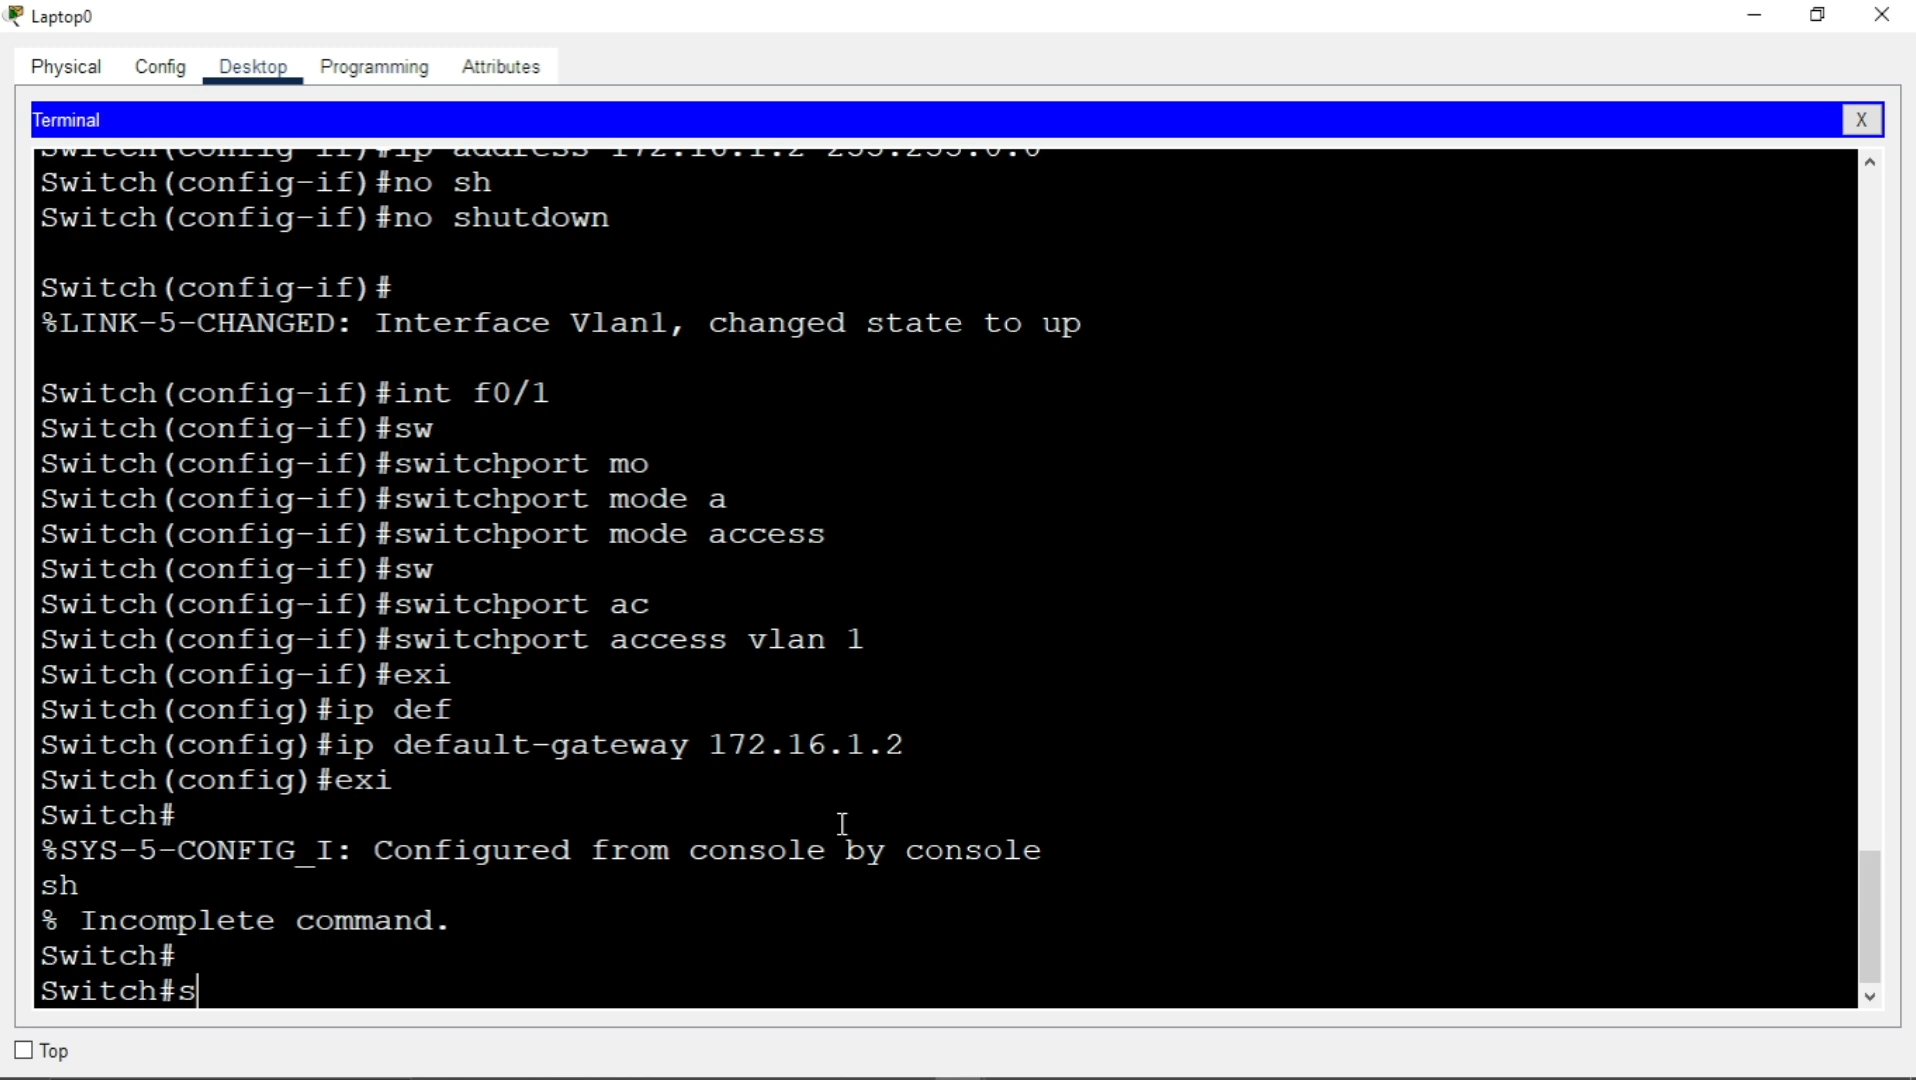 Laptop0
Physical Config Desktop Programming Attributes
Terminal
X
Switch(config-if)#ip address 172.16.1.2 255.255.0.0
Switch(config-if)#no sh
Switch(config-if)#no shutdown
Switch(config-if)#
%LINK-5-CHANGED: Interface Vlan1, changed state to up
Switch(config-if)#int f0/1
Switch(config-if)#sw
Switch(config-if)#switchport mo
Switch(config-if)#switchport mode a
Switch(config-if)#switchport mode access
Switch(config-if)#sw
Switch(config-if)#switchport ac
Switch(config-if)#switchport access vlan 1
Switch(config-if)#exi
Switch(config)#ip def
Switch(config)#ip default-gateway 172.16.1.2
Switch(config)#exi
Switch#
%SYS-5-CONFIG_I: Configured from console by console
sh
% Incomplete command.
Switch#
Switch#s
Top